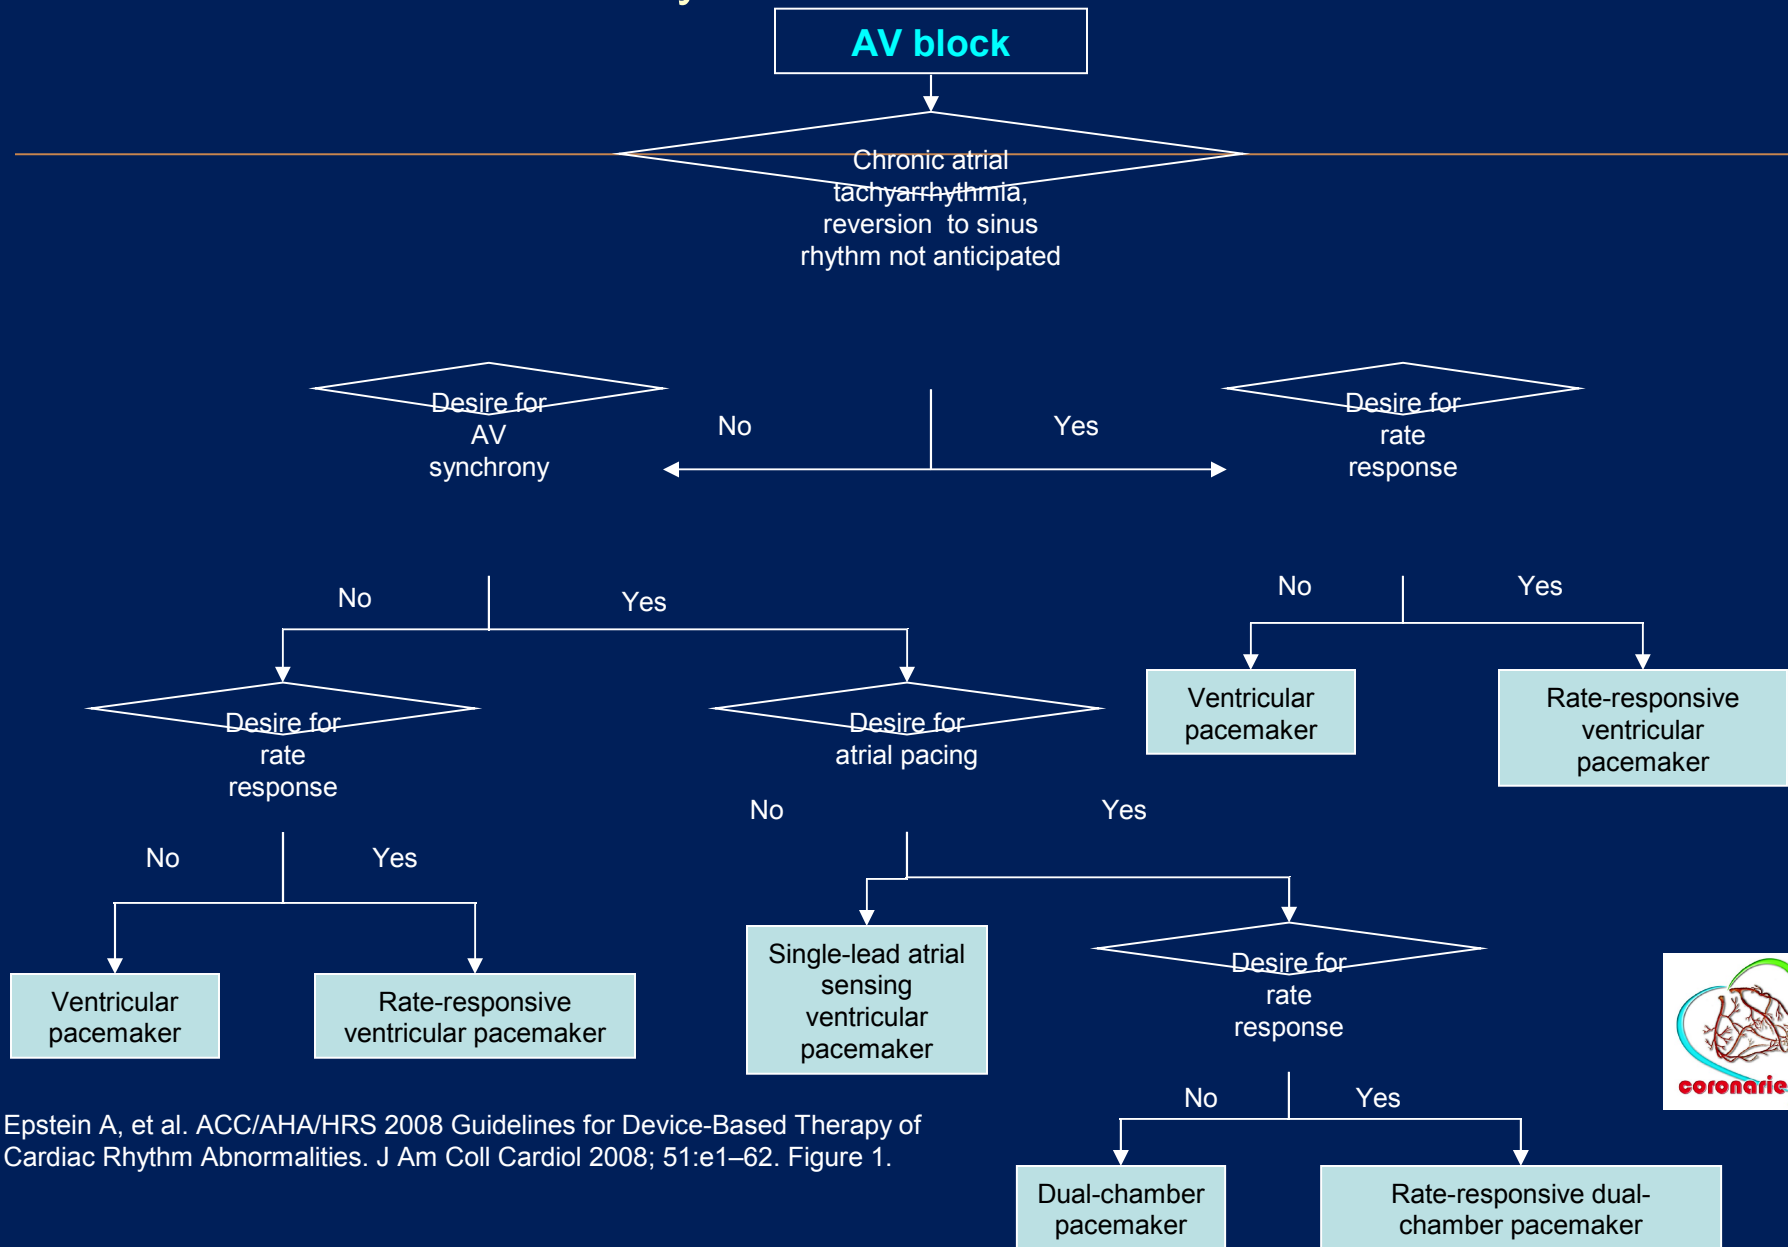 AV block
Chronic atrial
tachyarrhythmia,
reversion to sinus
rhythm not anticipated
Desire for
AV
synchrony
No
Yes
Desire for
rate
response
No
Yes
No
Yes
Desire for
rate
response
Desire for
atrial pacing
Ventricular
pacemaker
Rate-responsive
ventricular
pacemaker
No
Yes
No
Yes
Ventricular
pacemaker
Rate-responsive
ventricular pacemaker
Single-lead atrial
sensing
ventricular
pacemaker
Desire for
rate
response
coronarie
No
Yes
Epstein A, et al. ACC/AHA/HRS 2008 Guidelines for Device-Based Therapy of
Cardiac Rhythm Abnormalities. J Am Coll Cardiol 2008; 51:e1–62. Figure 1.
Dual-chamber
pacemaker
Rate-responsive dual-
chamber pacemaker